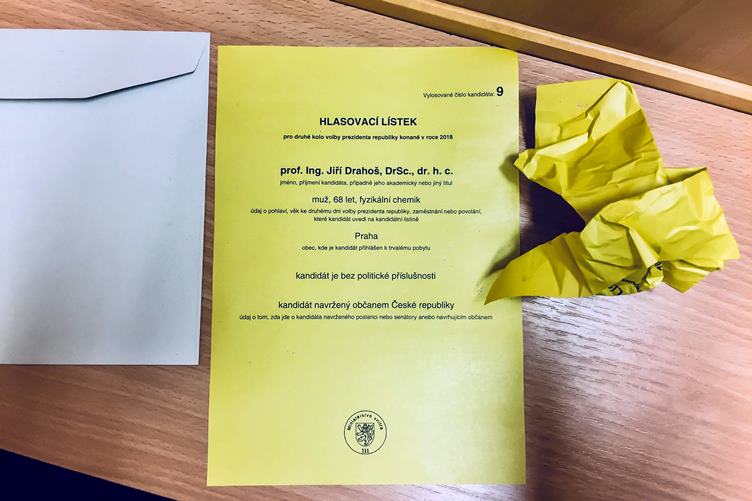 Vylosované číslo kandidáta: 9
HLASOVACÍ LÍSTEK
pro druhé kolo volby prezidenta republiky konané v roce 2018
prof. Ing. Jiří Drahoš, DrSc., dr. h. c.
jméno, příjmení kandidáta, případně jeho akademický nebo jiný titul
muž, 68 let, fyzikální chemik
údaj o pohlaví, věk ke druhému dni volby prezidenta republiky, zaměstnání nebo povolání,
které kandidát uvedl na kandidátní listině
Praha
obec, kde je kandidát přihlášen k trvalému pobytu
kandidát je bez politické příslušnosti
kandidát navržený občanem České republiky
údaj o tom, zda jde o kandidáta navrženého poslanci nebo senátory anebo navrhujícím občanem
Ministerstvo vnitra